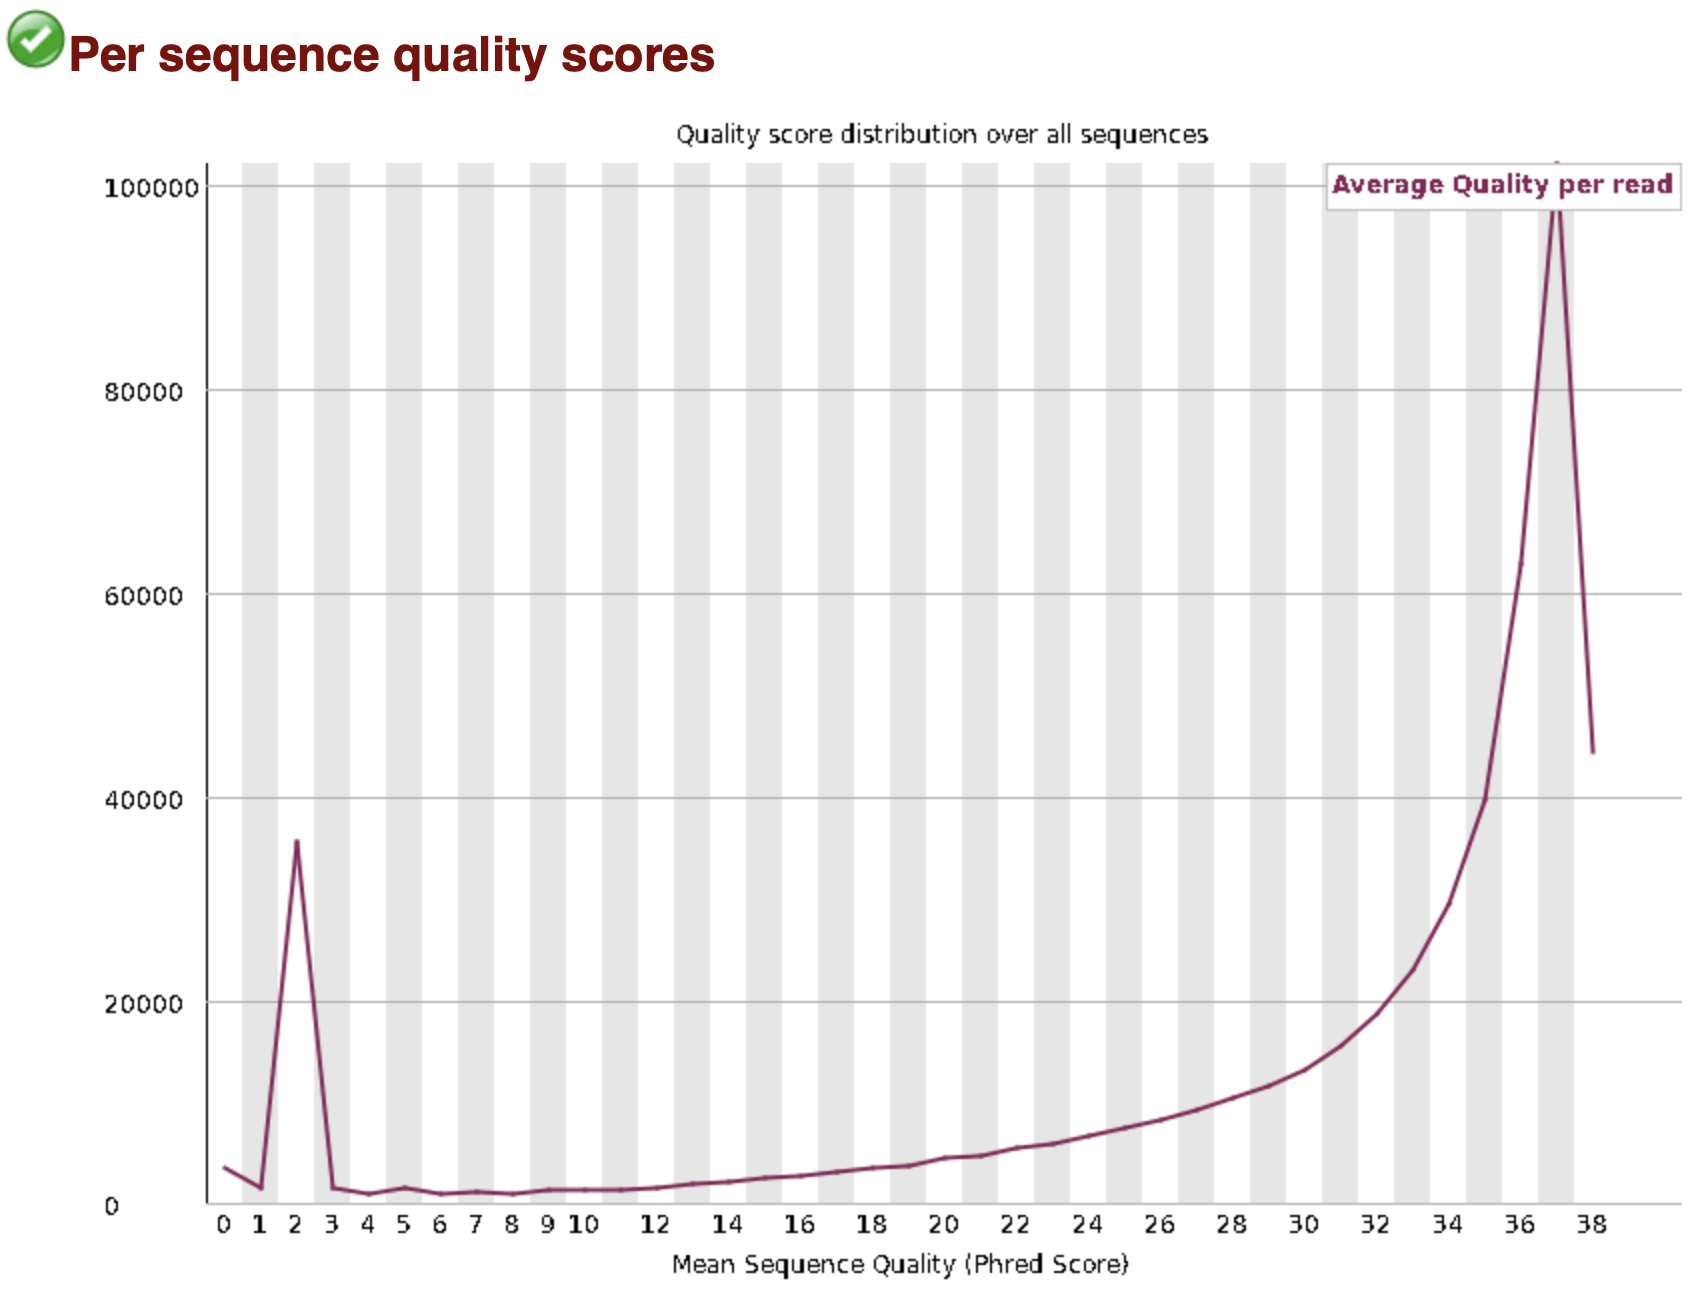 Per sequence quality scores
Quality score distribution over all sequences
Average Quality per read
100000
80000
60000
40000
20000
0
0 1 2 3 4 5 6 7 8 9 10 12 14 16 18 20 22 24 26 28 30 32 34 36 38
Mean Sequence Quality (Phred Score)